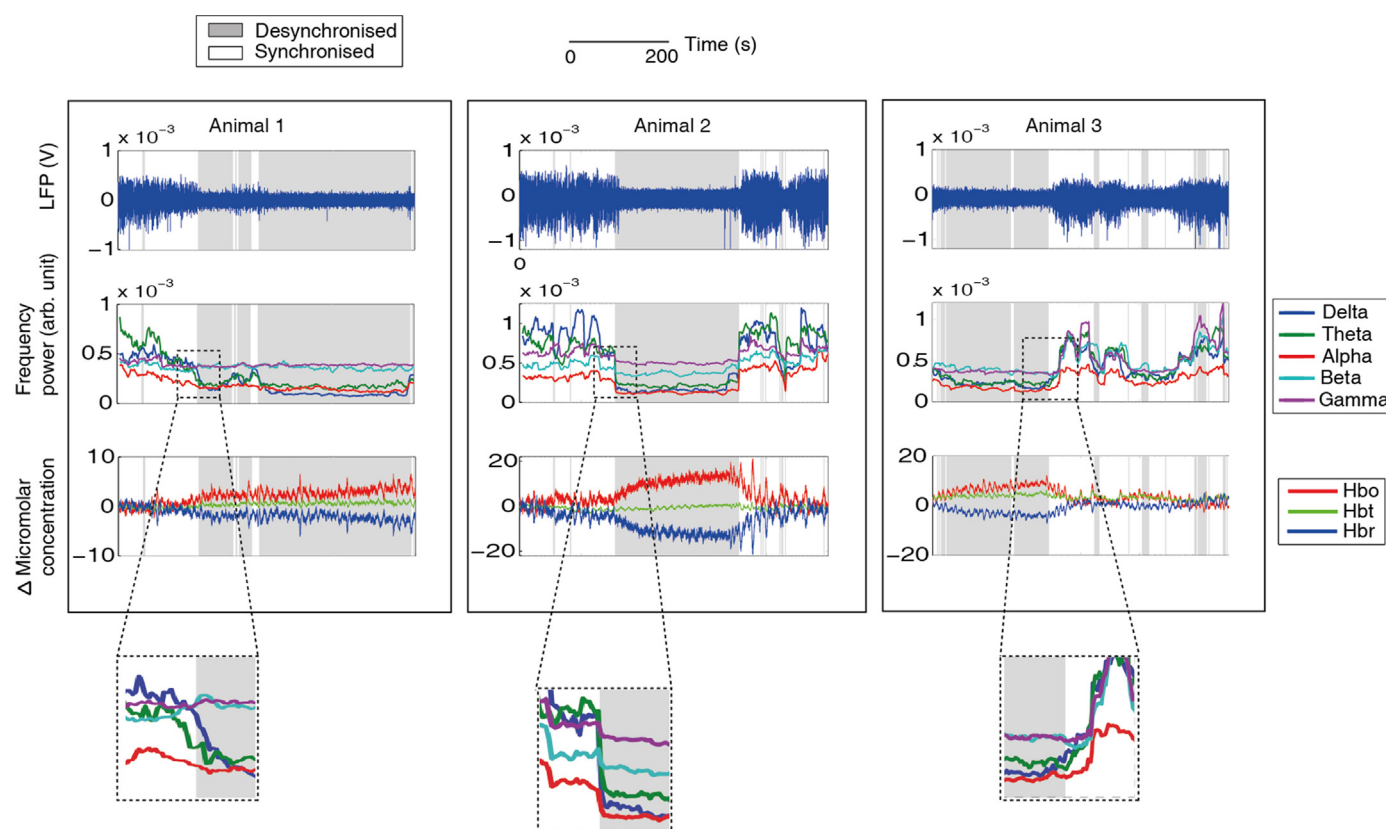 Desynchronised
Synchronised
Time (s)
0 200
Animal 1
Animal 2
Animal 3
LFP (V)
× 10⁻³
1
0
−1
× 10⁻³
1
0
−1
0
× 10⁻³
1
0
−1
Frequency
power (arb. unit)
× 10⁻³
1
0.5
0
× 10⁻³
1
0.5
0
× 10⁻³
1
0.5
0
Delta
Theta
Alpha
Beta
Gamma
Δ Micromolar
concentration
10
0
−10
20
0
−20
20
0
−20
Hbo
Hbt
Hbr